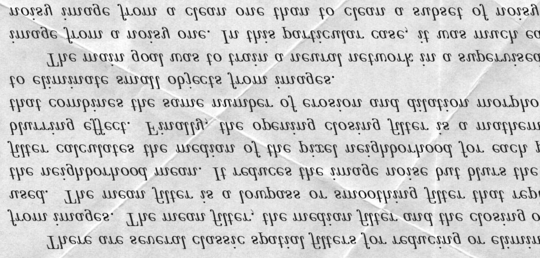 There are several classic spatial filters for reducing or elimin
from images. The mean filter, the median filter and the closing o
used. The mean filter is a lowpass or smoothing filter that repl
the neighborhood mean. It reduces the image noise but blurs the
filter calculates the median of the pixel neighborhood for each p
blurring effect. Finally, the opening closing filter is a mathem
that combines the same number of erosion and dilation morpho
to eliminate small objects from images.
The main goal was to train a neural network in a supervised
image from a noisy one. In this particular case, it was much ea
noisy image from a clean one than to clean a subset of noisy